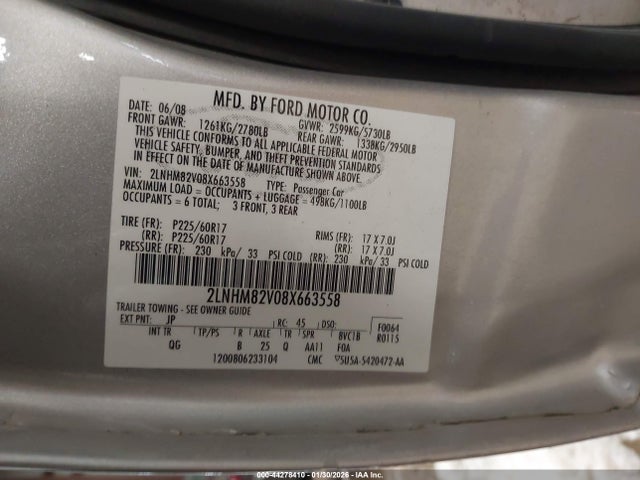 MFD. BY FORD MOTOR CO.
DATE: 06/08 GVWR: 2599KG/5730LB
FRONT GAWR: 1261KG/2780LB REAR GAWR: 1338KG/2950LB
THIS VEHICLE CONFORMS TO ALL APPLICABLE FEDERAL MOTOR
VEHICLE SAFETY, BUMPER, AND THEFT PREVENTION STANDARDS
IN EFFECT ON THE DATE OF MANUFACTURE SHOWN ABOVE.
VIN: 2LNHM82V08X663558 TYPE: Passenger Car
MAXIMUM LOAD = OCCUPANTS + LUGGAGE = 498KG/1100LB
OCCUPANTS = 6 TOTAL; 3 FRONT, 3 REAR
TIRE (FR): P225/60R17 RIMS (FR): 17 X 7.0J
(RR): P225/60R17 (RR): 17 X 7.0J
PRESSURE (FR): 230 kPa/ 33 PSI COLD (RR): 230 kPa/ 33 PSI COLD
2LNHM82V08X663558
TRAILER TOWING - SEE OWNER GUIDE
EXT PNT: JP RC: 45 DSO: F0064
R0115
INT TR TP/PS R AXLE TR SPR BVC1B
QG B 25 Q AA11 FOA
1200806233104 CMC 5U5A-5420472-AA
000-44278410 - 01/30/2026 - IAA Inc.